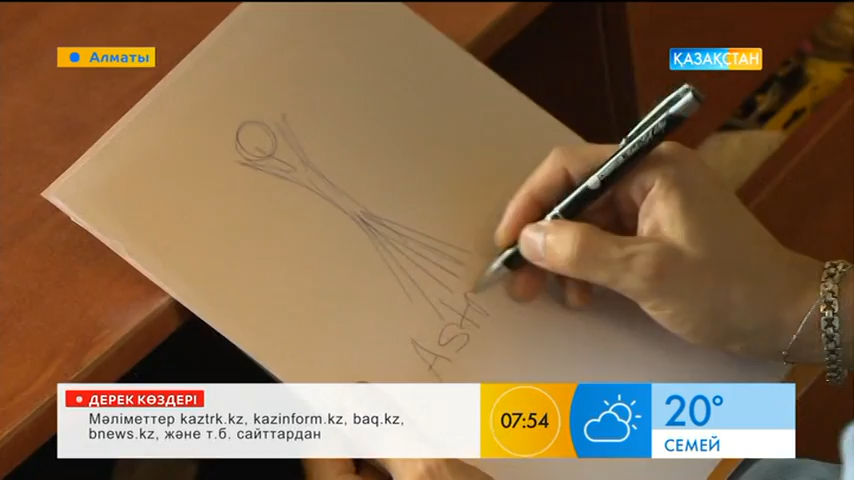 Алматы
ҚАЗАҚСТАН
ASH
ДЕРЕК КӨЗДЕРІ
Мәліметтер kaztrk.kz, kazinform.kz, baq.kz,
bnews.kz, және т.б. сайттардан
07:54
20°
СЕМЕЙ